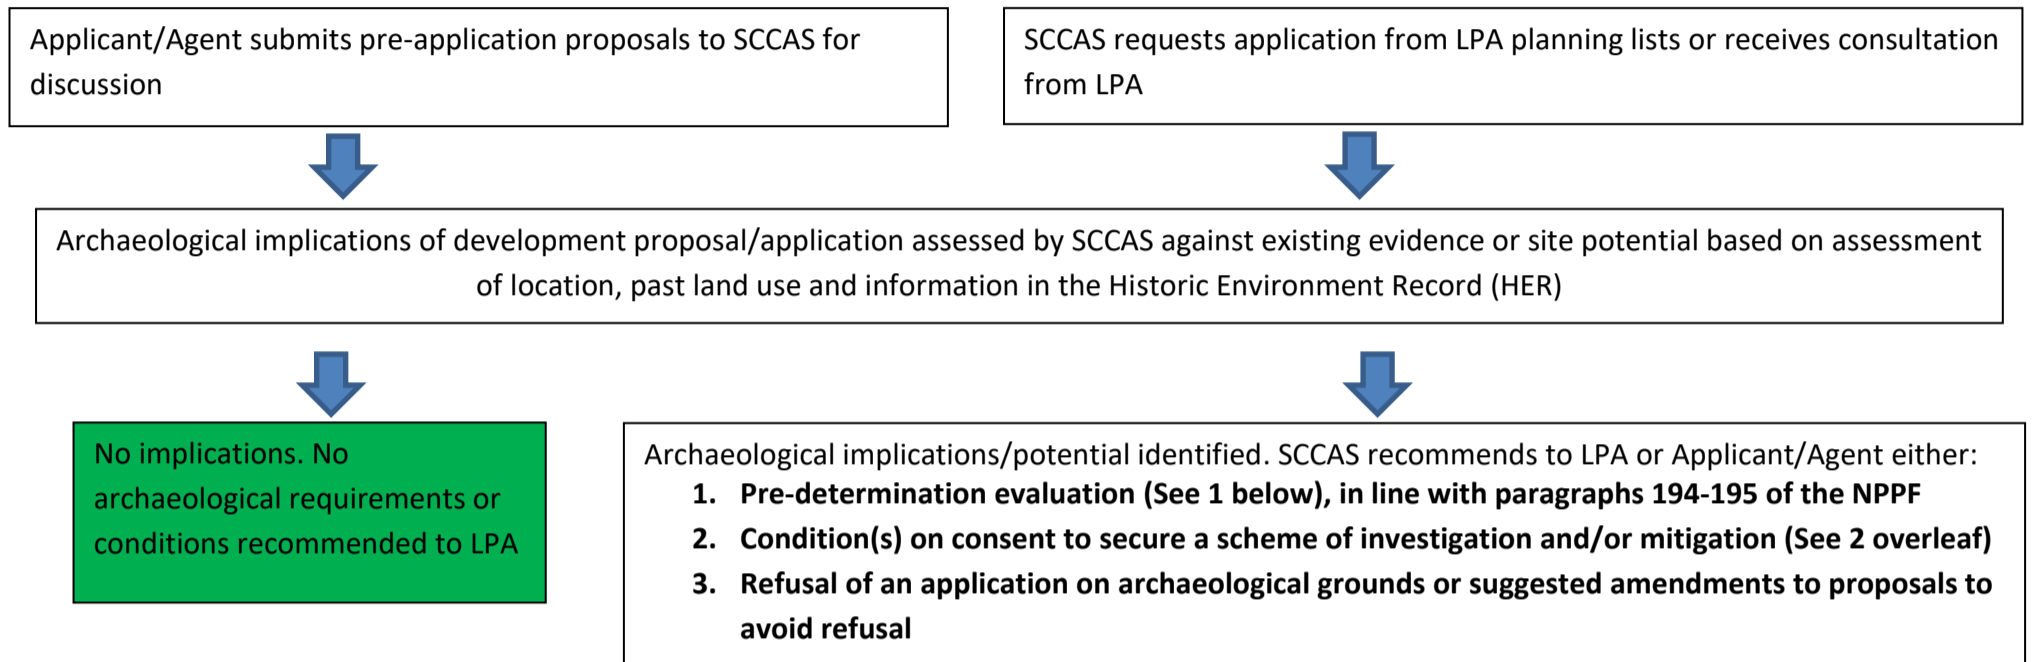 Applicant/Agent submits pre-application proposals to SCCAS for
discussion
SCCAS requests application from LPA planning lists or receives consultation
from LPA
Archaeological implications of development proposal/application assessed by SCCAS against existing evidence or site potential based on assessment
of location, past land use and information in the Historic Environment Record (HER)
No implications. No
archaeological requirements or
conditions recommended to LPA
Archaeological implications/potential identified. SCCAS recommends to LPA or Applicant/Agent either:
1. Pre-determination evaluation (See 1 below), in line with paragraphs 194-195 of the NPPF
2. Condition(s) on consent to secure a scheme of investigation and/or mitigation (See 2 overleaf)
3. Refusal of an application on archaeological grounds or suggested amendments to proposals to
avoid refusal